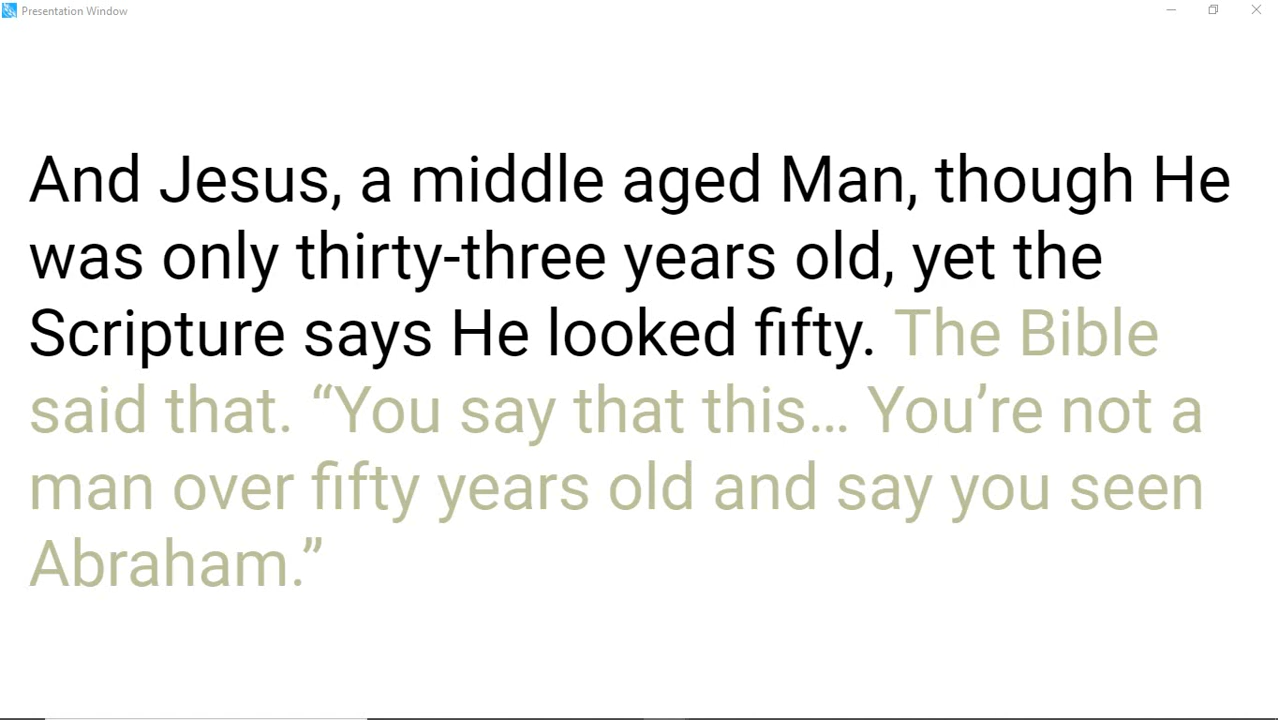 Presentation Window
And Jesus, a middle aged Man, though He
was only thirty-three years old, yet the
Scripture says He looked fifty. The Bible
said that. “You say that this… You’re not a
man over fifty years old and say you seen
Abraham.”